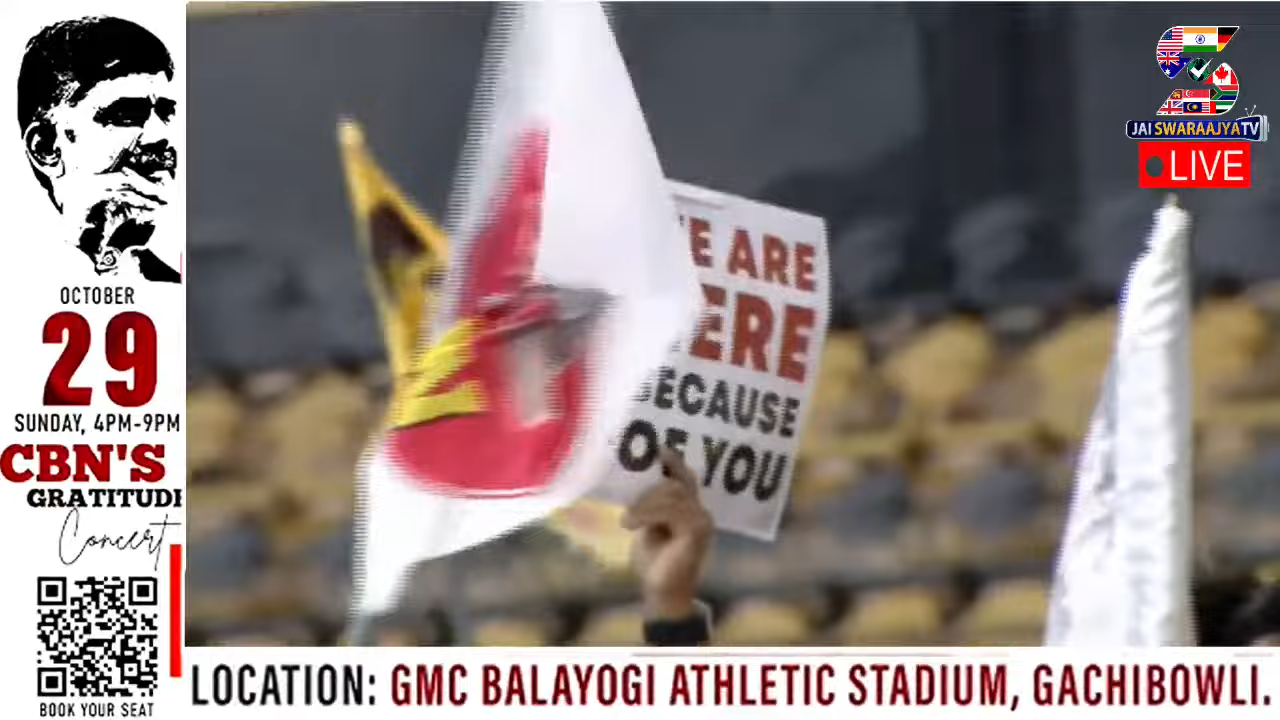 OCTOBER
29
SUNDAY, 4PM-9PM
CBN'S
GRATITUDE
Concert
BOOK YOUR SEAT
E ARE
ERE
BECAUSE
OF YOU
JAI SWARAAJYA TV
LIVE
LOCATION: GMC BALAYOGI ATHLETIC STADIUM, GACHIBOWLI.